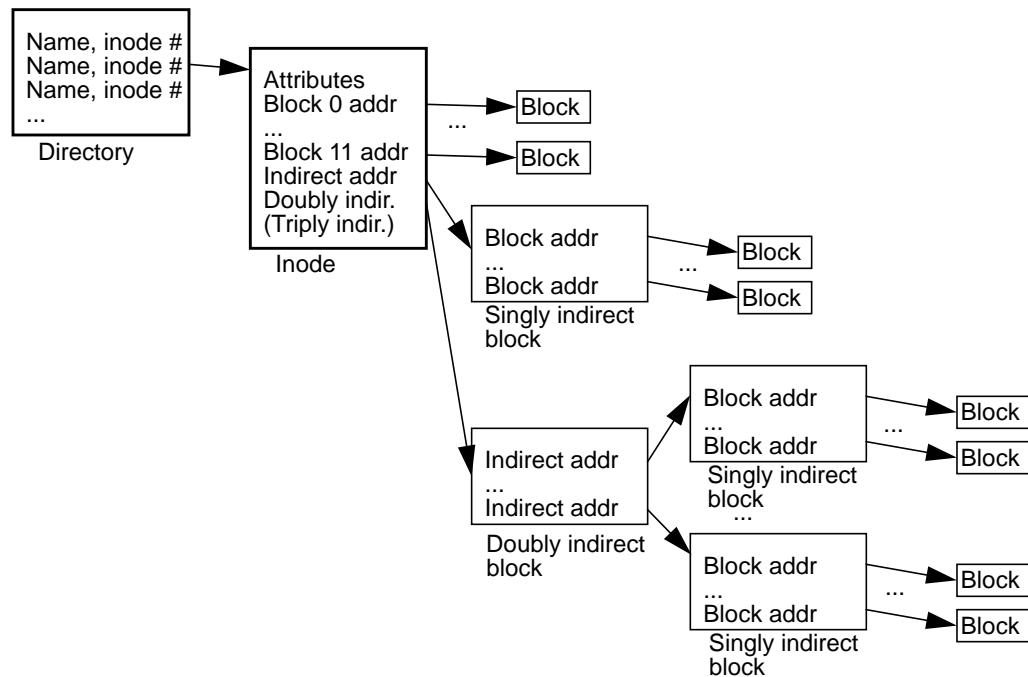 Name, inode #
Name, inode #
Name, inode #
...
Directory
Attributes
Block 0 addr
...
Block 11 addr
Indirect addr
Doubly indir.
(Triply indir.)
Inode
Block
...
Block
Block addr
...
Block addr
Singly indirect
block
Block
...
Block
Indirect addr
...
Indirect addr
Doubly indirect
block
Block addr
...
Block addr
Singly indirect
block
...
Block
...
Block
Block addr
...
Block addr
Singly indirect
block
Block
...
Block